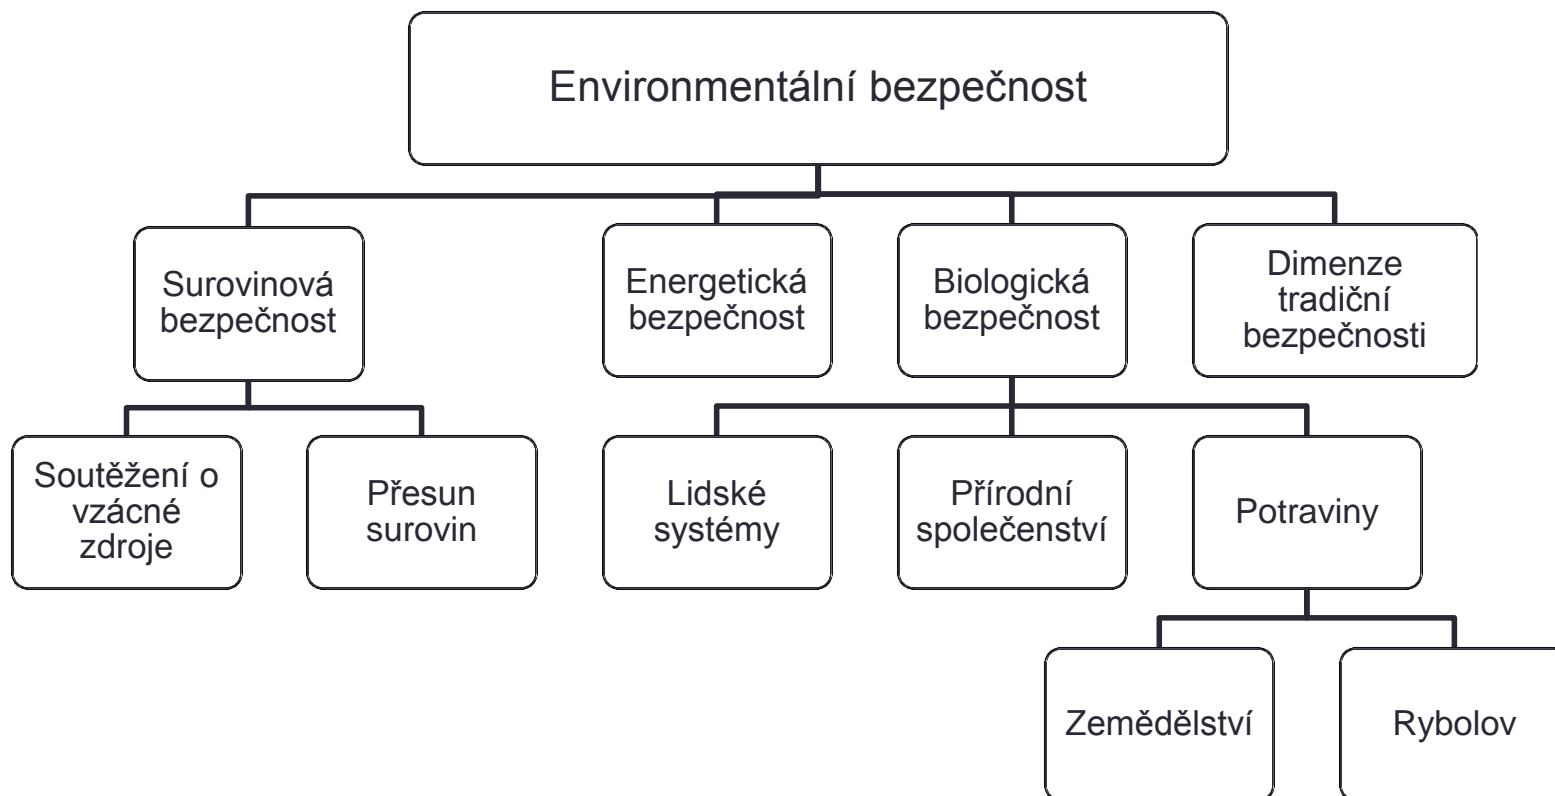 Environmentální bezpečnost
Surovinová
bezpečnost
Energetická
bezpečnost
Biologická
bezpečnost
Dimenze
tradiční
bezpečnosti
Soutěžení o
vzácné
zdroje
Přesun
surovin
Lidské
systémy
Přírodní
společenství
Potraviny
Zemědělství
Rybolov